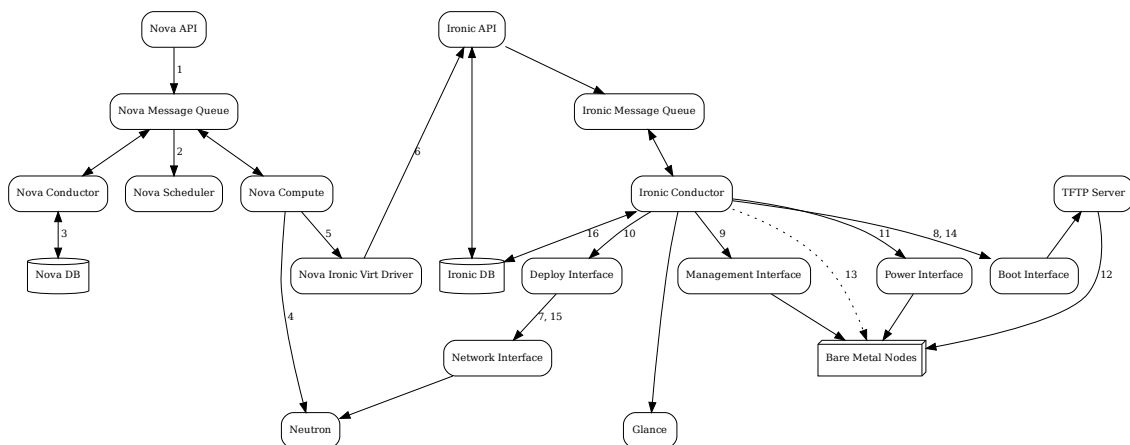 Nova API
Ironic API
1
Nova Message Queue
Ironic Message Queue
2
6
Nova Conductor
Nova Scheduler
Nova Compute
Ironic Conductor
TFTP Server
3
5
16
10
9
11
8, 14
Nova DB
Nova Ironic Virt Driver
Ironic DB
Deploy Interface
Management Interface
13
Power Interface
Boot Interface
12
4
7, 15
Network Interface
Bare Metal Nodes
Neutron
Glance